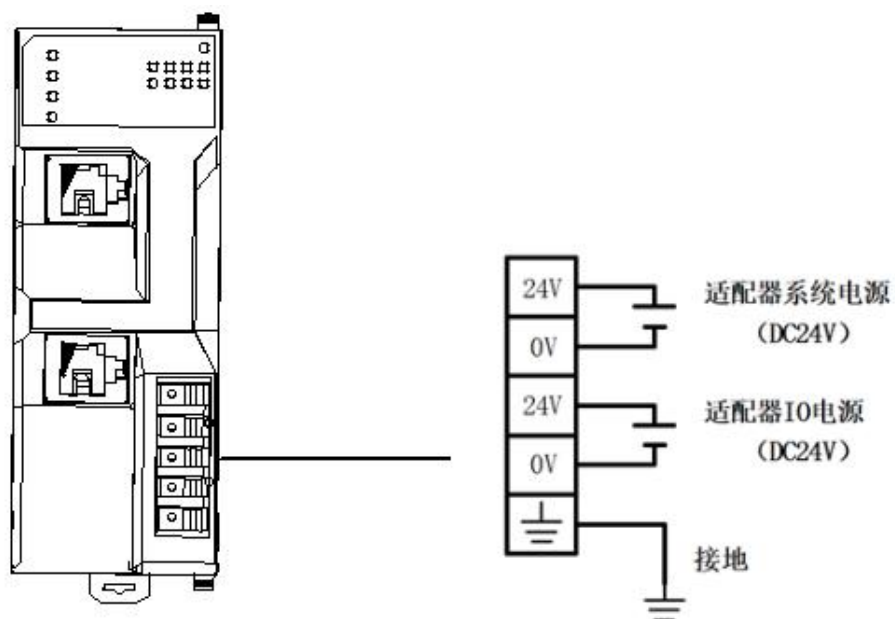 24V
0V
24V
0V
适配器系统电源
（DC24V）
适配器IO电源
（DC24V）
接地